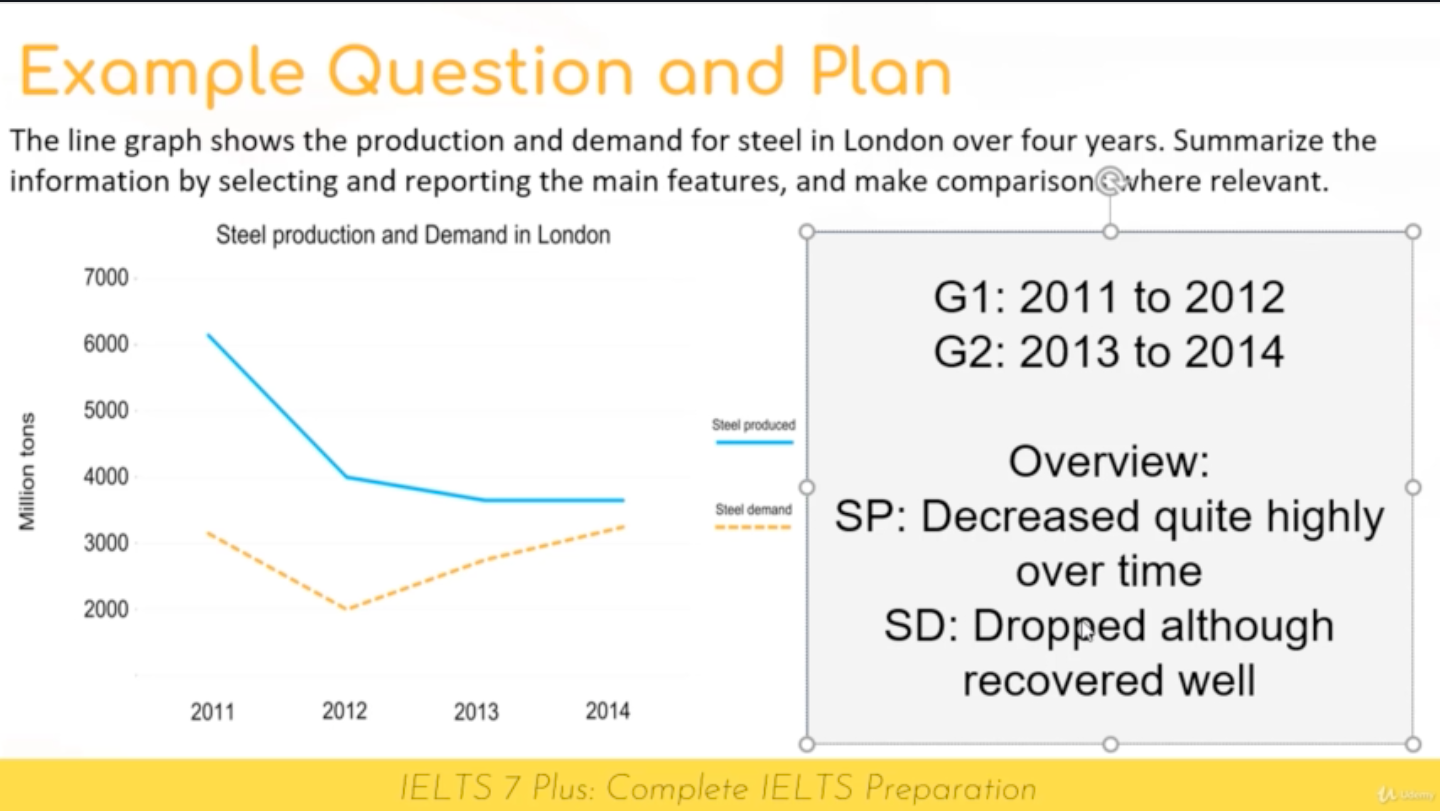 Example Question and Plan
The line graph shows the production and demand for steel in London over four years. Summarize the
information by selecting and reporting the main features, and make comparisons where relevant.
Steel production and Demand in London
7000
6000
5000
4000
3000
2000
Million tons
2011 2012 2013 2014
Steel produced
Steel demand
G1: 2011 to 2012
G2: 2013 to 2014
Overview:
SP: Decreased quite highly
over time
SD: Dropped although
recovered well
IELTS 7 Plus: Complete IELTS Preparation
Udemy